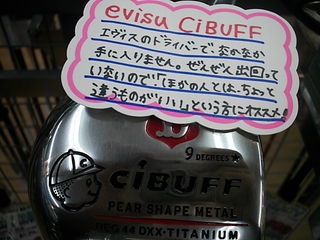 evisu CiBUFF
エヴィスのドライバーで、なかなか
手に入りません。ぜんぜん出回って
いないので「ほかの人とは、ちょっと
違うものがいい」という方にオススメ!
9 DEGREES ★
CiBUFF
PEAR SHAPE METAL
DXX-TITANIUM